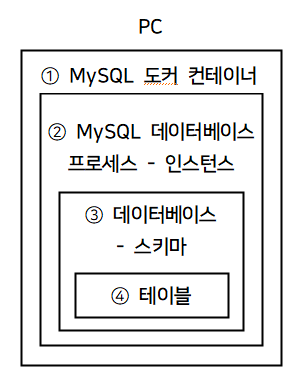 PC
① MySQL 도커 컨테이너
② MySQL 데이터베이스
프로세스 - 인스턴스
③ 데이터베이스
- 스키마
④ 테이블